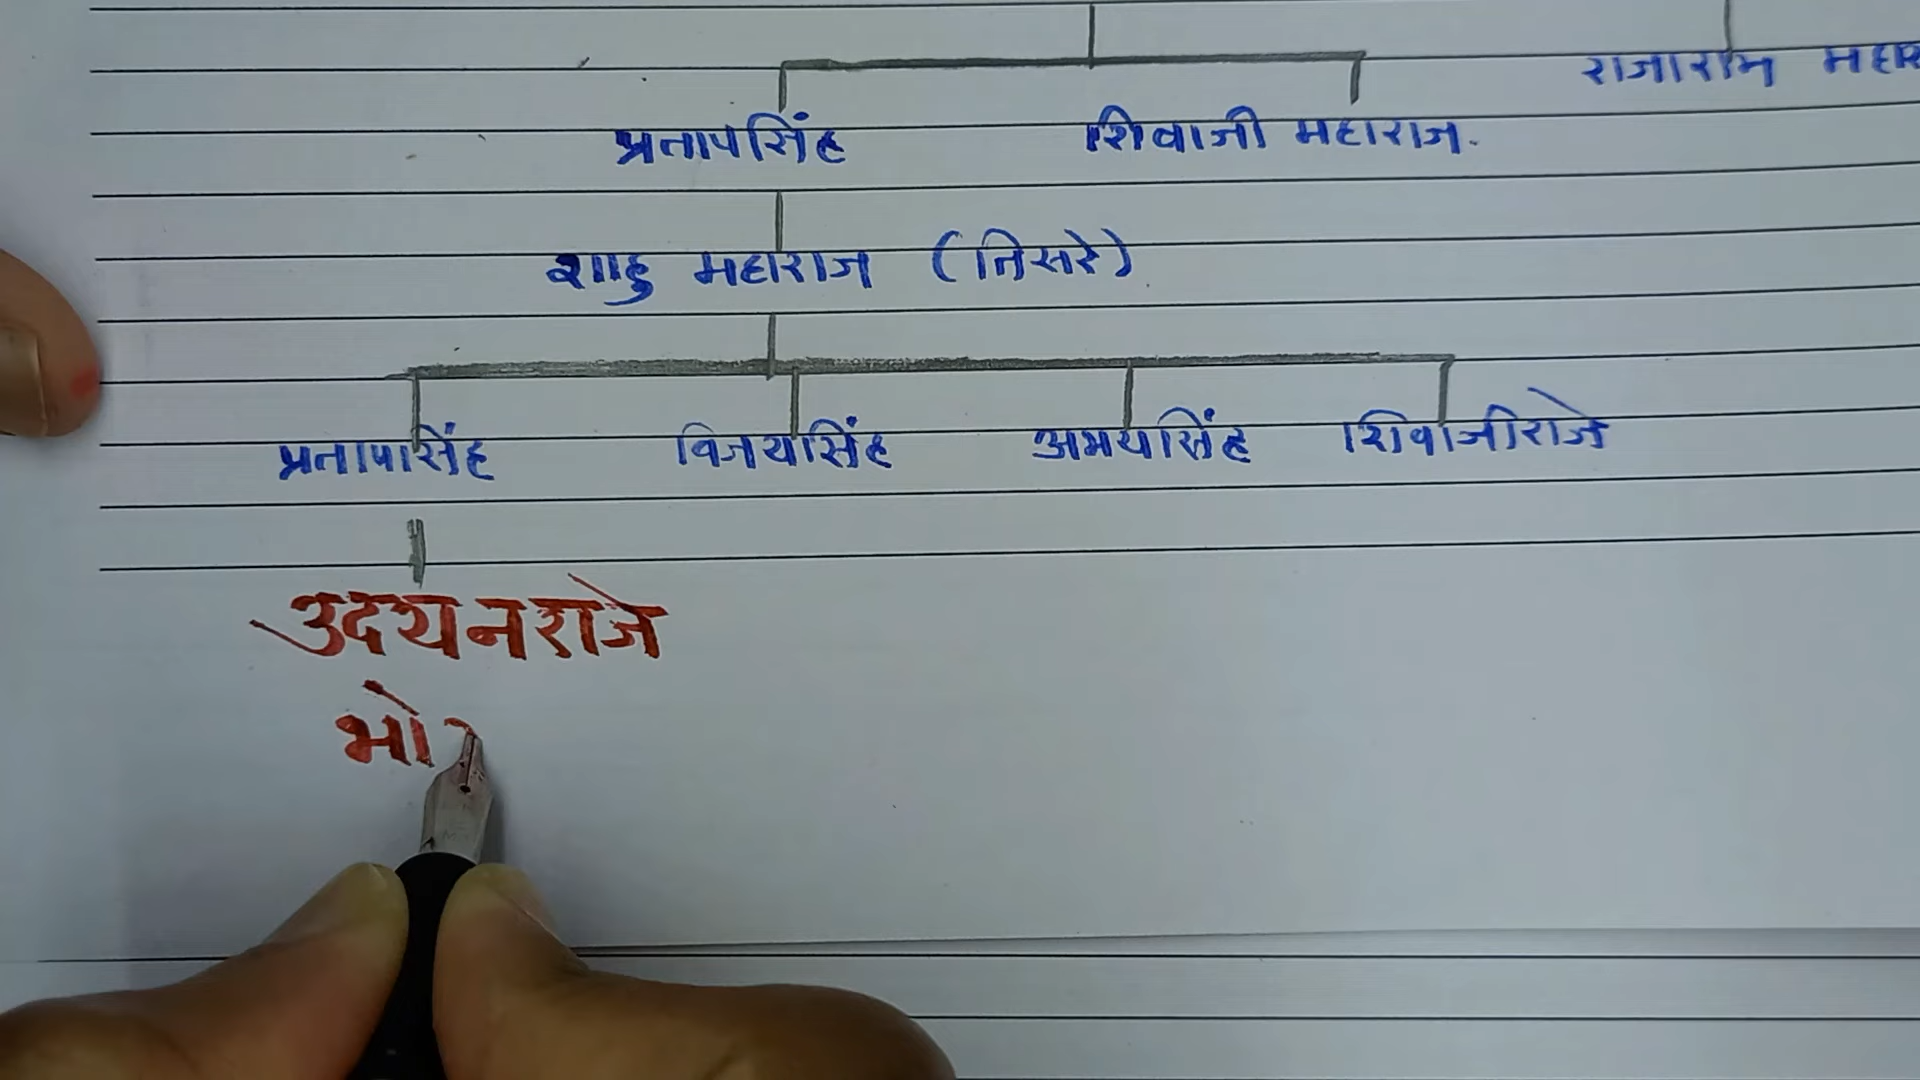 राजाराम
प्रतापसिंह शिवाजी महाराज.
शाहु महाराज (तिसरे)
प्रतापसिंह विजयसिंह अभयसिंह शिवाजीराजे
उदयनराजे
भो